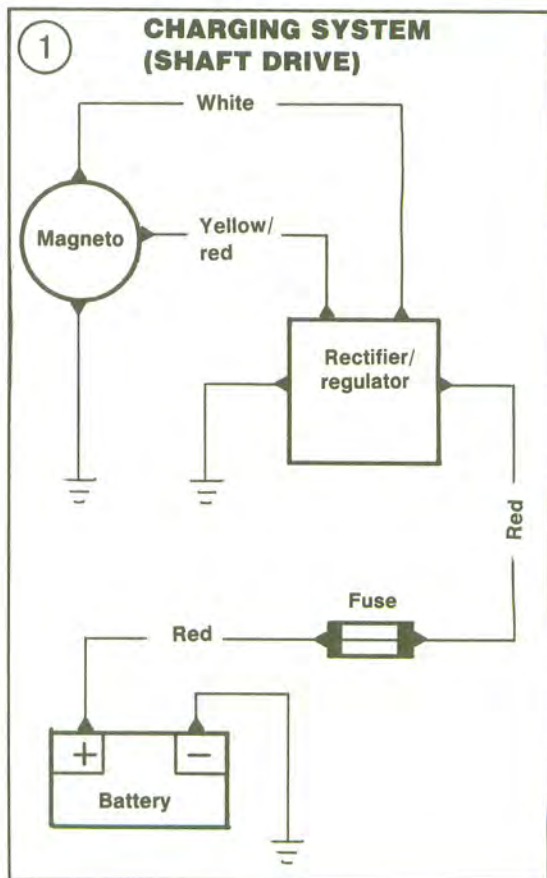 1
CHARGING SYSTEM
(SHAFT DRIVE)
White
Magneto
Yellow/
red
Rectifier/
regulator
Red
Fuse
Red
+
−
Battery